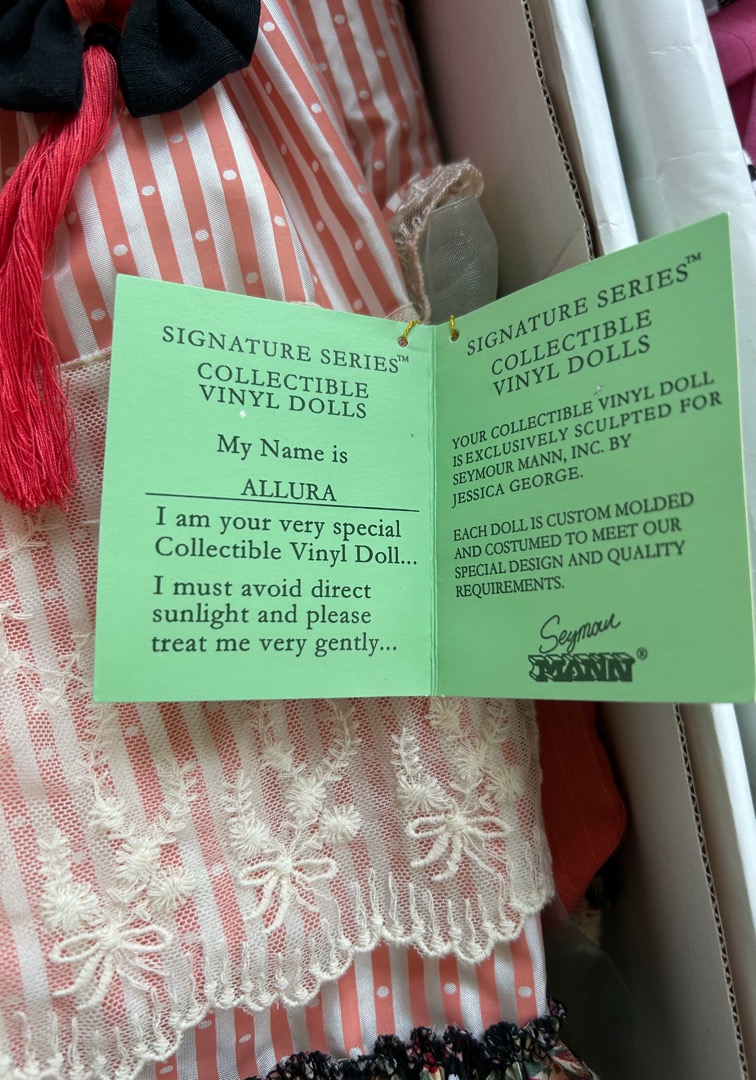 SIGNATURE SERIES™
COLLECTIBLE
VINYL DOLLS
My Name is
ALLURA
I am your very special
Collectible Vinyl Doll...
I must avoid direct
sunlight and please
treat me very gently...
SIGNATURE SERIES™
COLLECTIBLE
VINYL DOLLS
YOUR COLLECTIBLE VINYL DOLL
IS EXCLUSIVELY SCULPTED FOR
SEYMOUR MANN, INC. BY
JESSICA GEORGE.
EACH DOLL IS CUSTOM MOLDED
AND COSTUMED TO MEET OUR
SPECIAL DESIGN AND QUALITY
REQUIREMENTS.
Seymour
MANN®